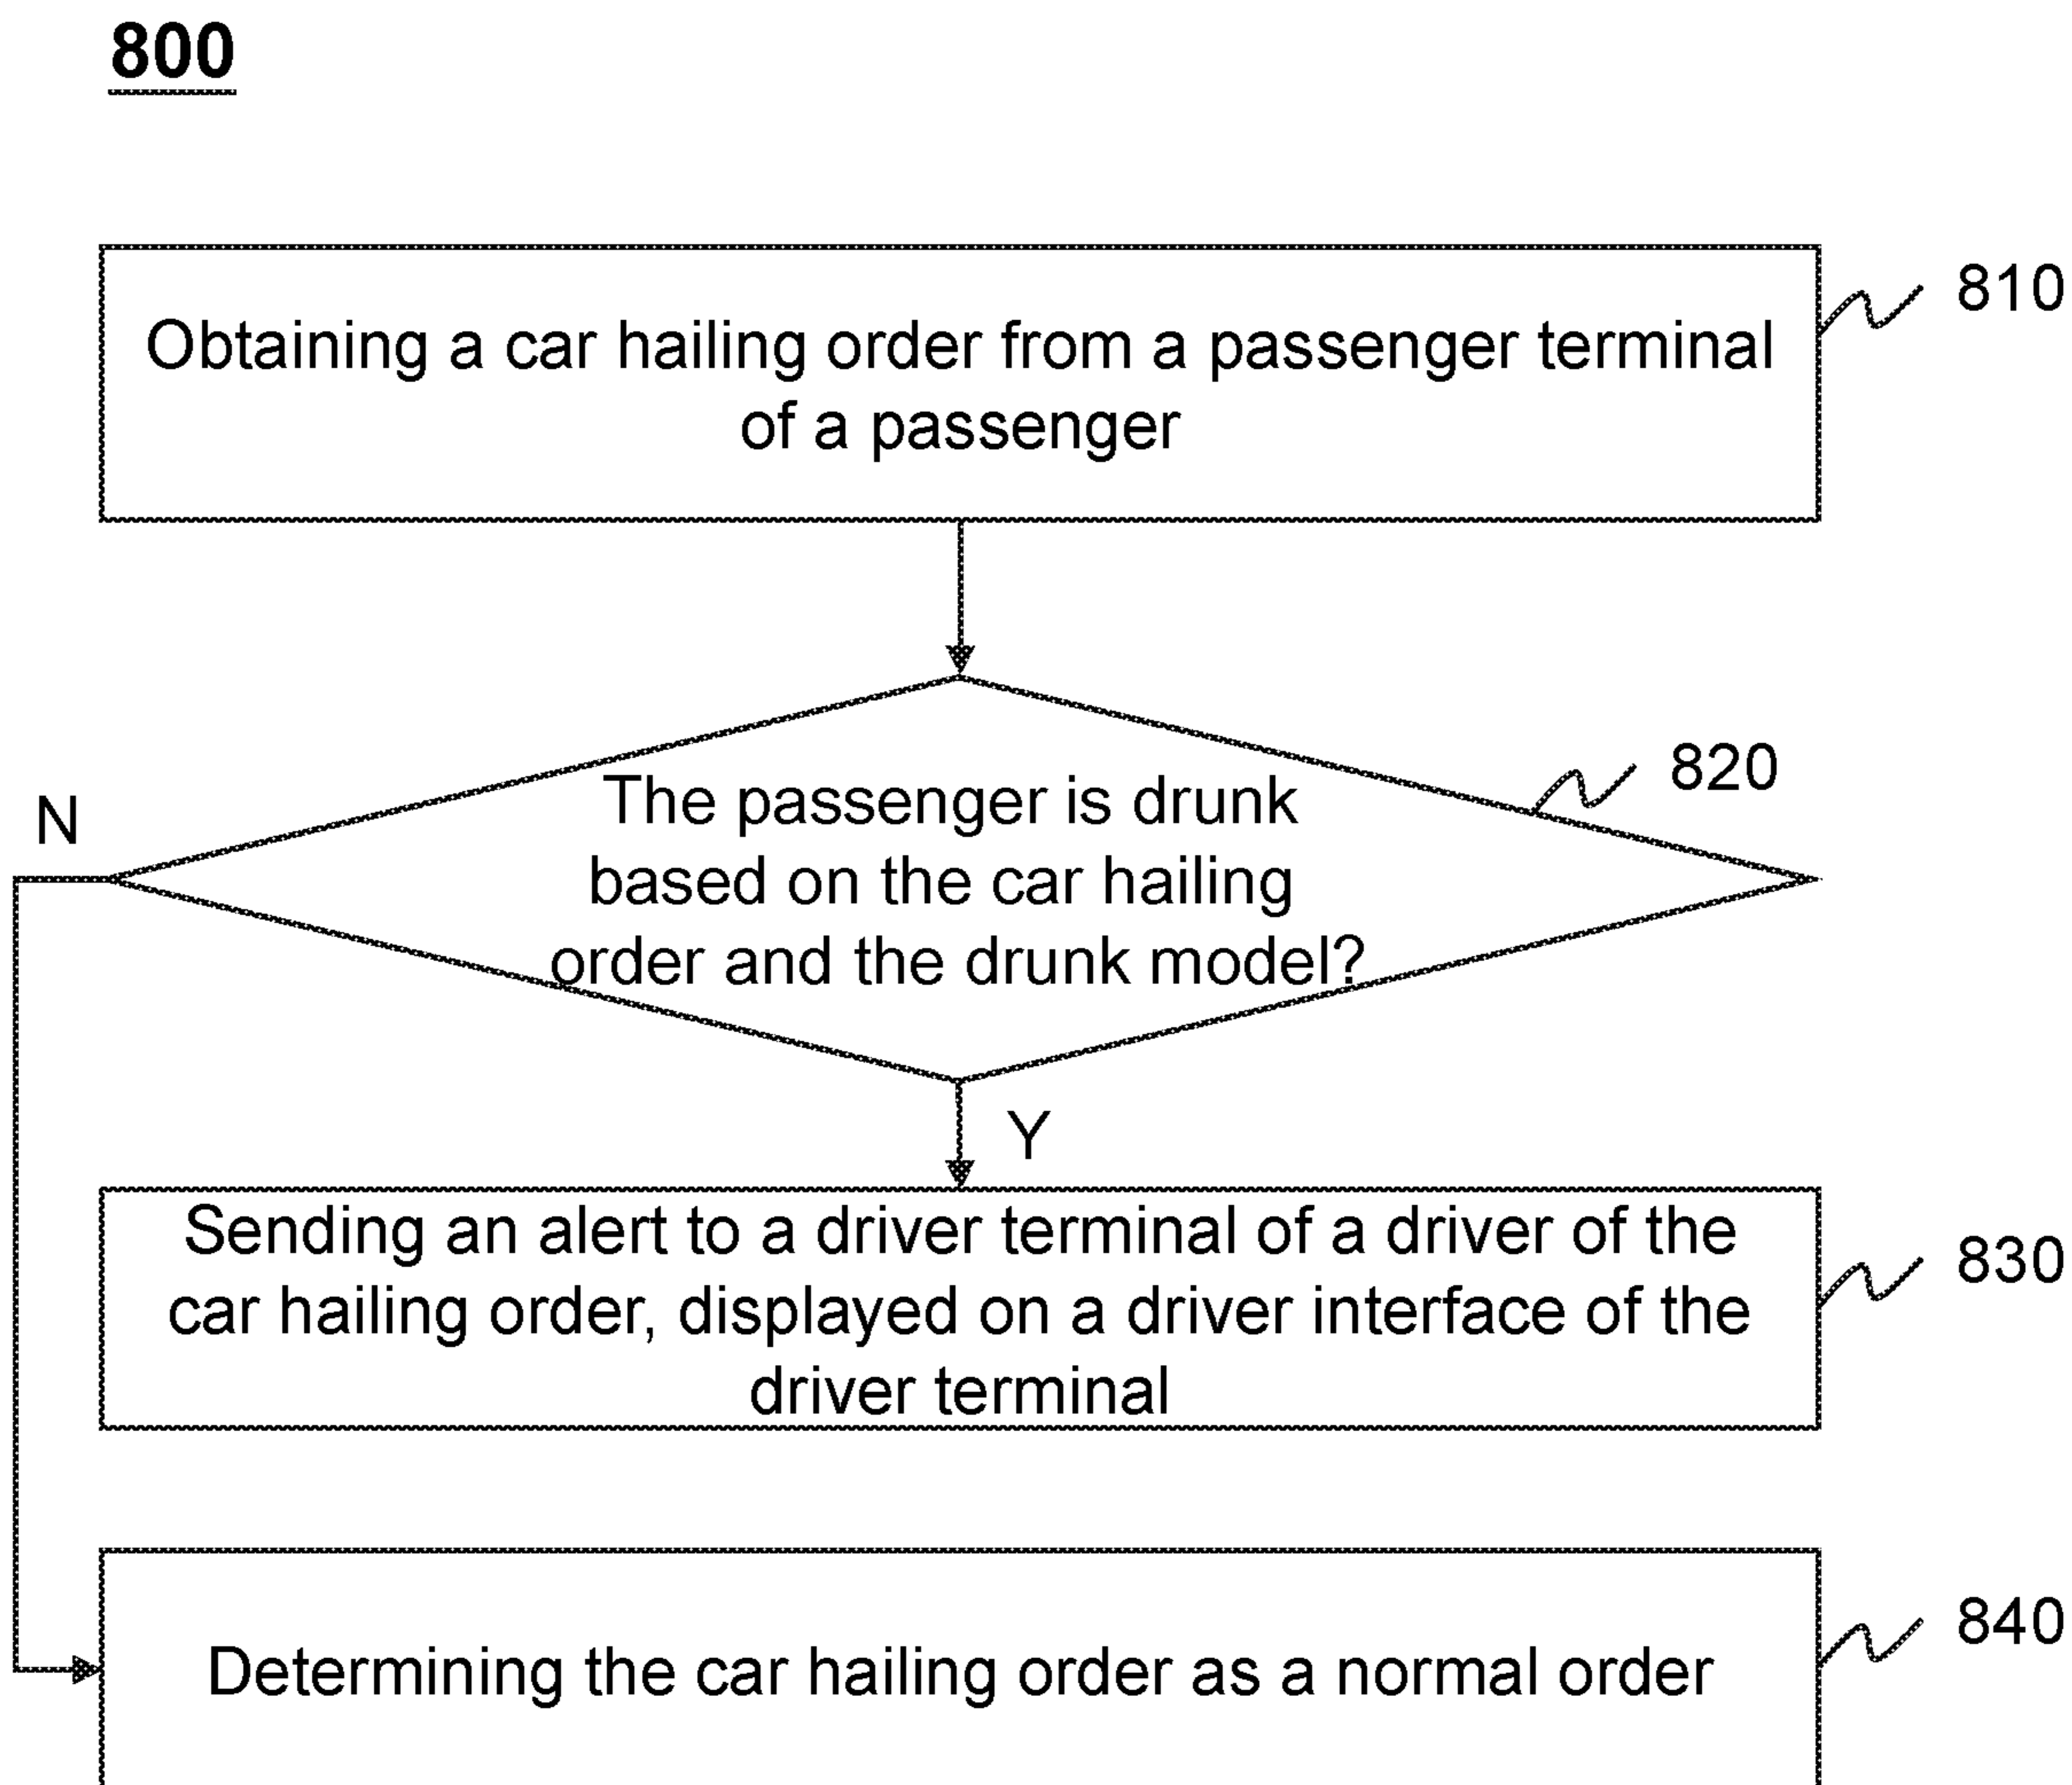 800
810
Obtaining a car hailing order from a passenger terminal
of a passenger
820
N
The passenger is drunk
based on the car hailing
order and the drunk model?
Y
830
Sending an alert to a driver terminal of a driver of the
car hailing order, displayed on a driver interface of the
driver terminal
840
Determining the car hailing order as a normal order